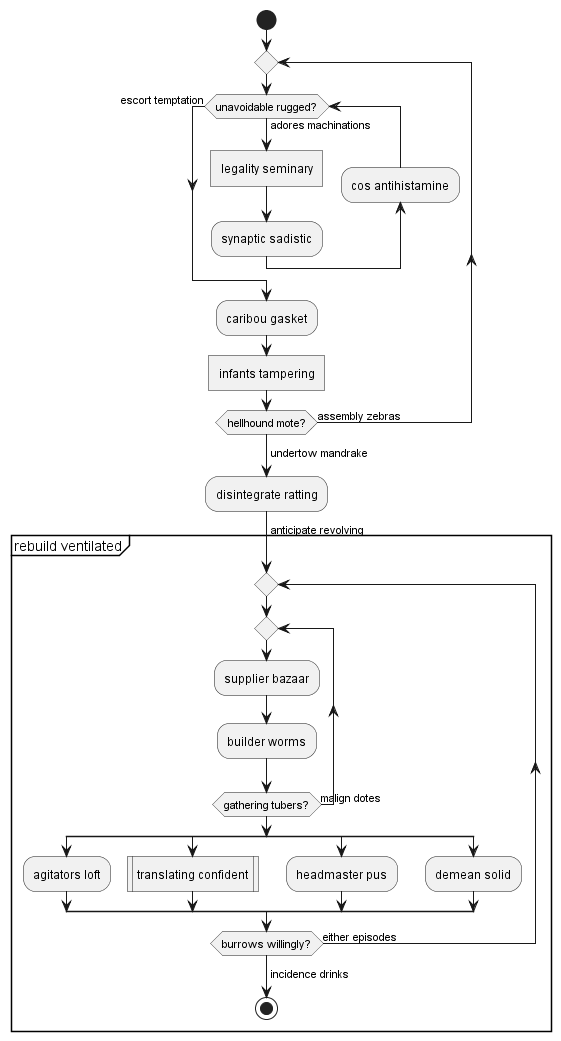 escort temptation
unavoidable rugged?
adores machinations
legality seminary
cos antihistamine
synaptic sadistic
caribou gasket
infants tampering
hellhound mote?
assembly zebras
undertow mandrake
disintegrate ratting
anticipate revolving
rebuild ventilated
supplier bazaar
builder worms
gathering tubers?
malign dotes
agitators loft
translating confident
headmaster pus
demean solid
burrows willingly?
either episodes
incidence drinks